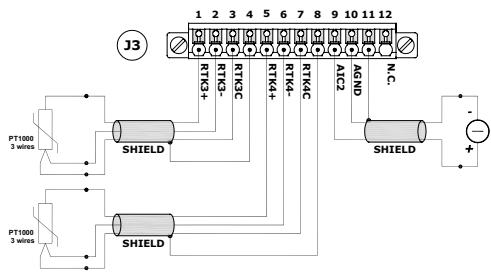 1 2 3 4 5 6 7 8 9 10 11 12
J3
RTK3+
RTK3-
RTK3C
RTK4+
RTK4-
RTK4C
AIC2
AGND
N.C.
PT1000
3 wires
SHIELD
SHIELD
-
+
PT1000
3 wires
SHIELD